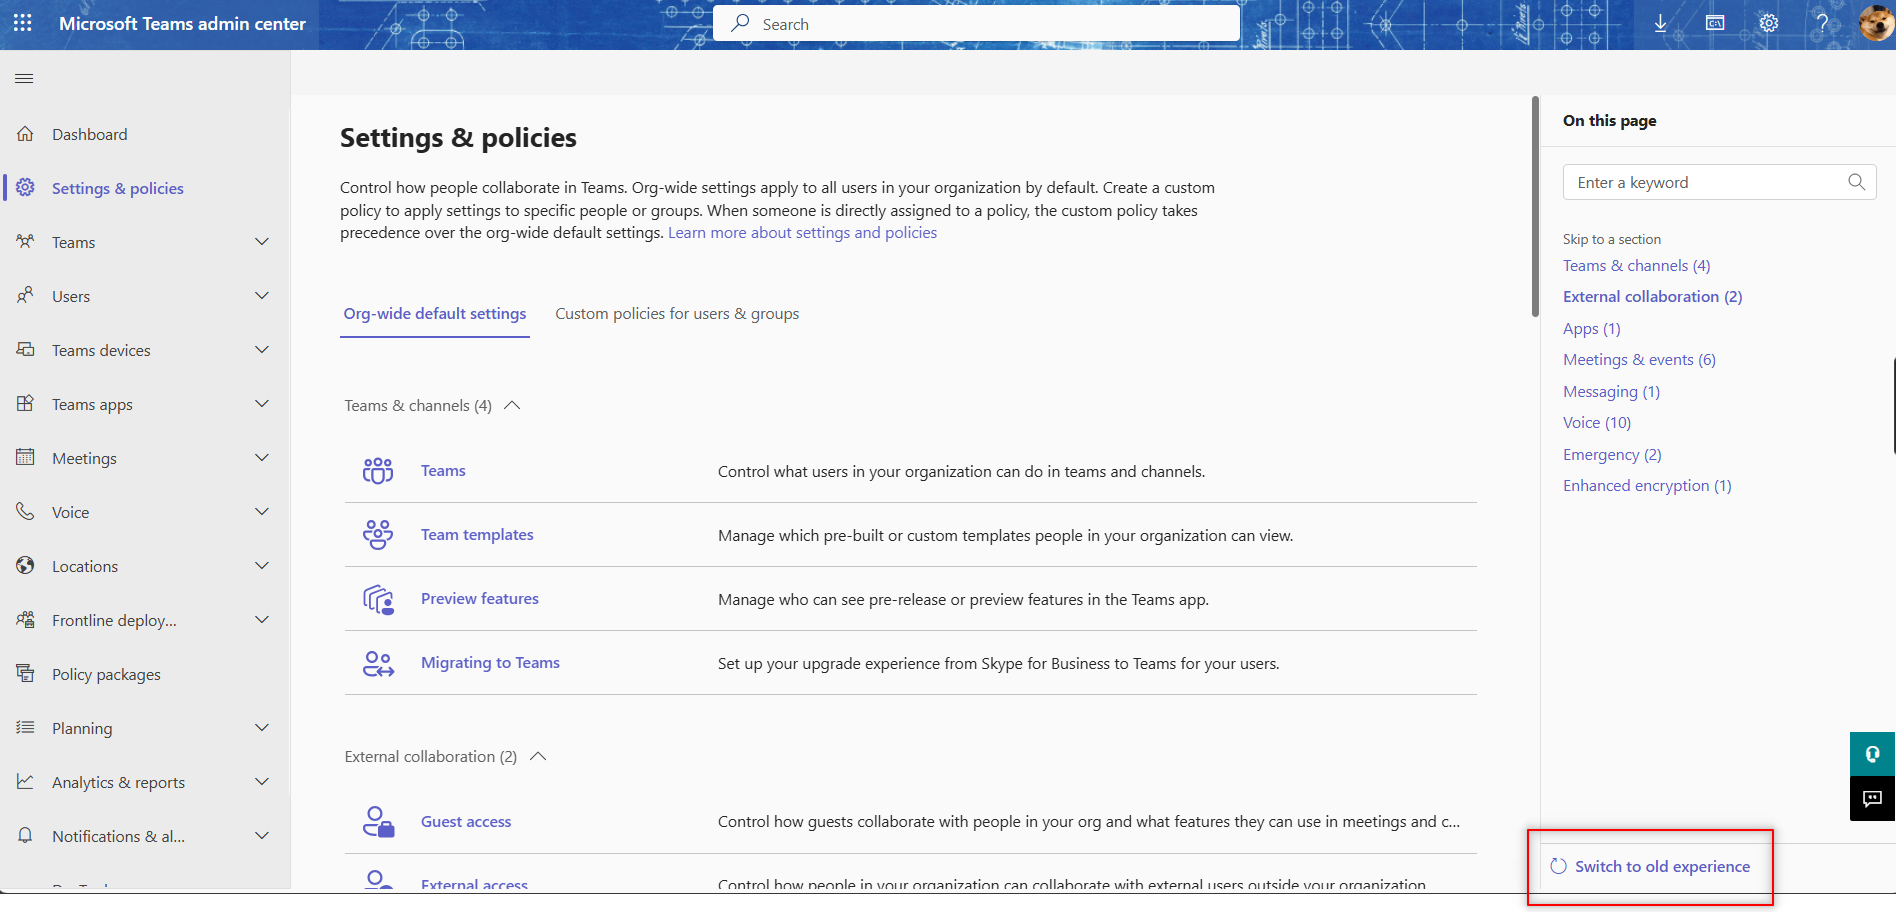 Microsoft Teams admin center
Search
Dashboard
Settings & policies
Teams
Users
Teams devices
Teams apps
Meetings
Voice
Locations
Frontline deploy...
Policy packages
Planning
Analytics & reports
Notifications & al...
Settings & policies
Control how people collaborate in Teams. Org-wide settings apply to all users in your organization by default. Create a custom
policy to apply settings to specific people or groups. When someone is directly assigned to a policy, the custom policy takes
precedence over the org-wide default settings. Learn more about settings and policies
Org-wide default settings
Custom policies for users & groups
Teams & channels (4)
Teams
Control what users in your organization can do in teams and channels.
Team templates
Manage which pre-built or custom templates people in your organization can view.
Preview features
Manage who can see pre-release or preview features in the Teams app.
Migrating to Teams
Set up your upgrade experience from Skype for Business to Teams for your users.
External collaboration (2)
Guest access
Control how guests collaborate with people in your org and what features they can use in meetings and c...
External access
Control how people in your organization can collaborate with external users outside your organization
On this page
Enter a keyword
Skip to a section
Teams & channels (4)
External collaboration (2)
Apps (1)
Meetings & events (6)
Messaging (1)
Voice (10)
Emergency (2)
Enhanced encryption (1)
Switch to old experience